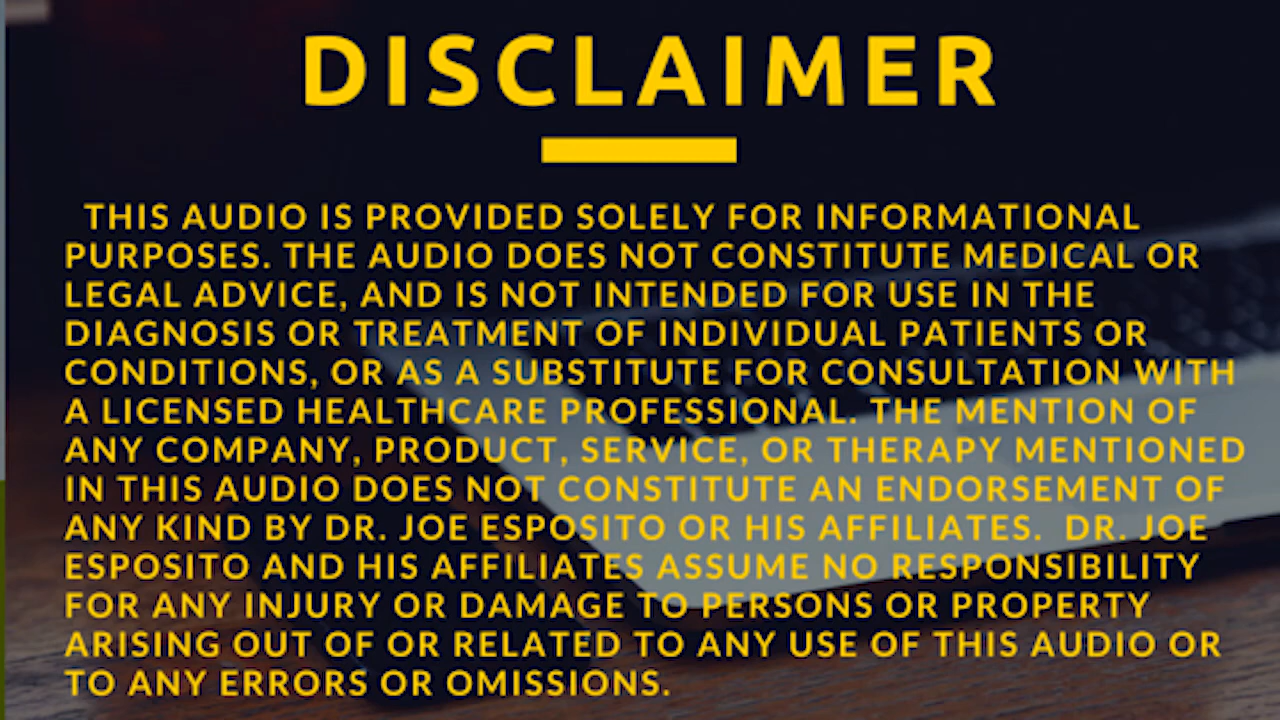 DISCLAIMER
THIS AUDIO IS PROVIDED SOLELY FOR INFORMATIONAL
PURPOSES. THE AUDIO DOES NOT CONSTITUTE MEDICAL OR
LEGAL ADVICE, AND IS NOT INTENDED FOR USE IN THE
DIAGNOSIS OR TREATMENT OF INDIVIDUAL PATIENTS OR
CONDITIONS, OR AS A SUBSTITUTE FOR CONSULTATION WITH
A LICENSED HEALTHCARE PROFESSIONAL. THE MENTION OF
ANY COMPANY, PRODUCT, SERVICE, OR THERAPY MENTIONED
IN THIS AUDIO DOES NOT CONSTITUTE AN ENDORSEMENT OF
ANY KIND BY DR. JOE ESPOSITO OR HIS AFFILIATES.  DR. JOE
ESPOSITO AND HIS AFFILIATES ASSUME NO RESPONSIBILITY
FOR ANY INJURY OR DAMAGE TO PERSONS OR PROPERTY
ARISING OUT OF OR RELATED TO ANY USE OF THIS AUDIO OR
TO ANY ERRORS OR OMISSIONS.